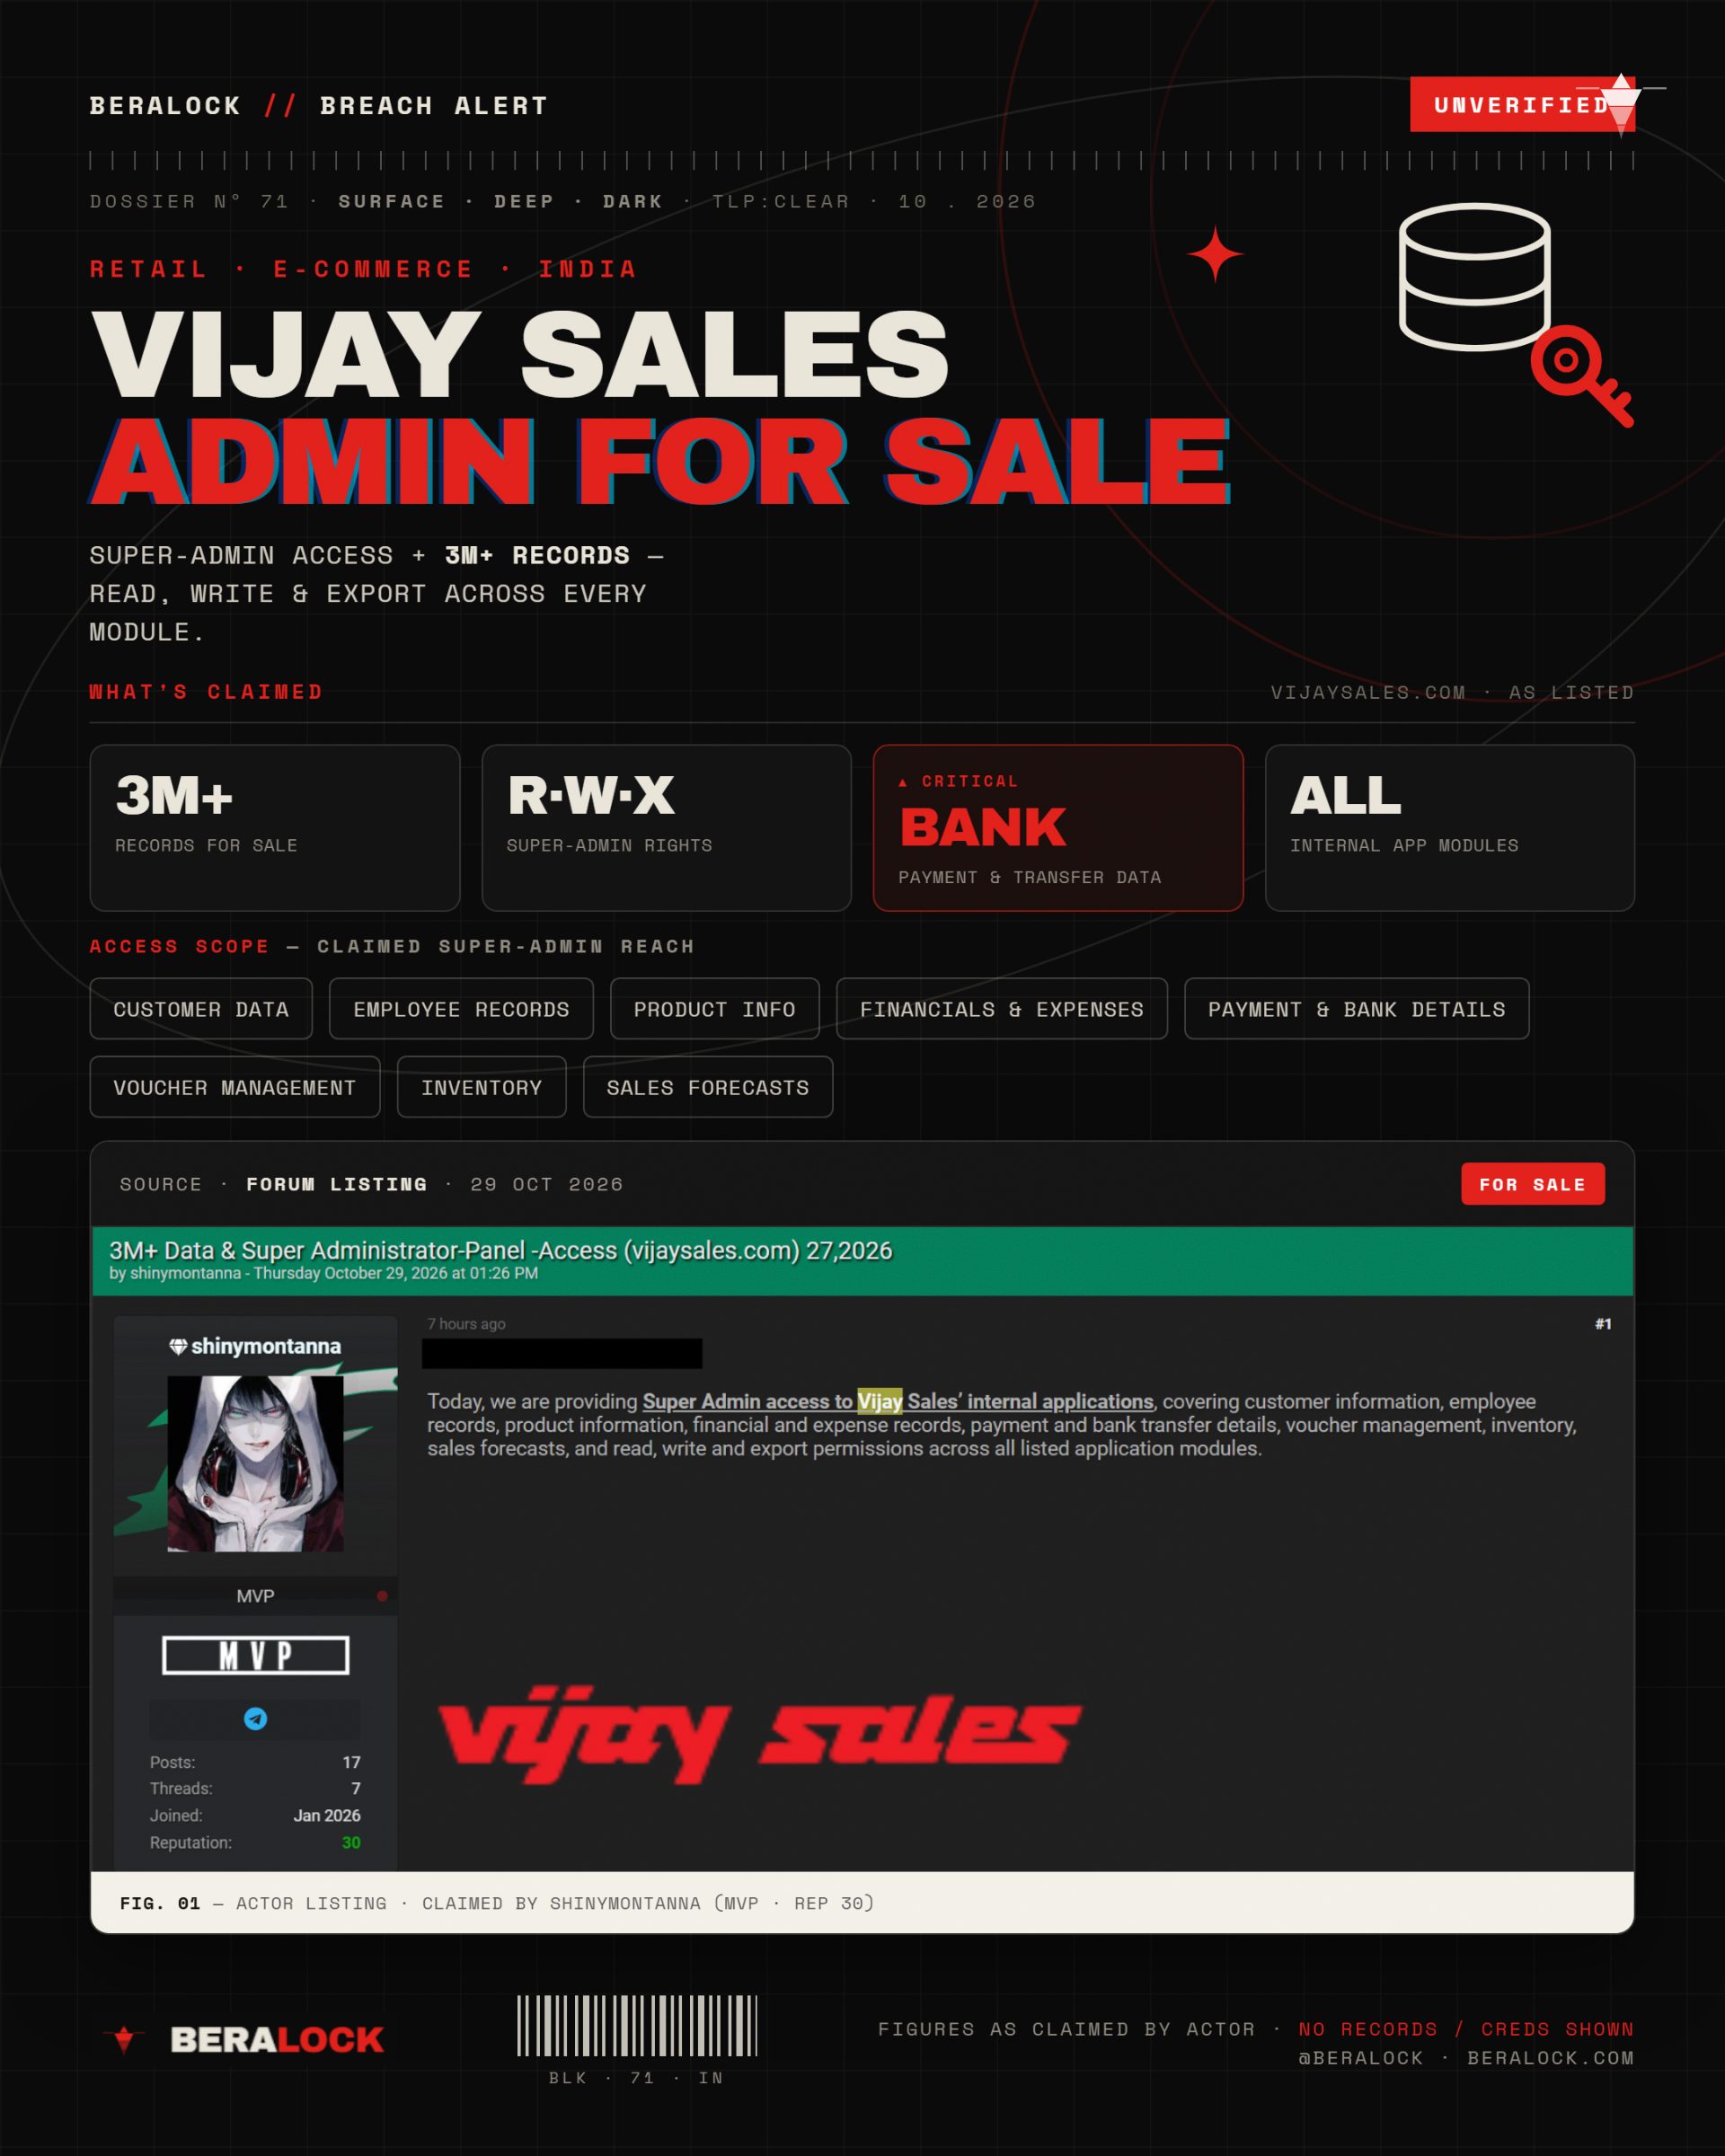 BERALOCK // BREACH ALERT
UNVERIFIED
DOSSIER Nº 71 · SURFACE · DEEP · DARK · TLP:CLEAR · 10 . 2026
RETAIL · E-COMMERCE · INDIA
VIJAY SALES
ADMIN FOR SALE
SUPER-ADMIN ACCESS + 3M+ RECORDS —
READ, WRITE & EXPORT ACROSS EVERY
MODULE.
WHAT'S CLAIMED
VIJAYSALES.COM · AS LISTED
3M+
RECORDS FOR SALE
R·W·X
SUPER-ADMIN RIGHTS
▲ CRITICAL
BANK
PAYMENT & TRANSFER DATA
ALL
INTERNAL APP MODULES
ACCESS SCOPE — CLAIMED SUPER-ADMIN REACH
CUSTOMER DATA
EMPLOYEE RECORDS
PRODUCT INFO
FINANCIALS & EXPENSES
PAYMENT & BANK DETAILS
VOUCHER MANAGEMENT
INVENTORY
SALES FORECASTS
SOURCE · FORUM LISTING · 29 OCT 2026
FOR SALE
3M+ Data & Super Administrator-Panel -Access (vijaysales.com) 27,2026
by shinymontanna - Thursday October 29, 2026 at 01:26 PM
shinymontanna
MVP
MVP
Posts: 17
Threads: 7
Joined: Jan 2026
Reputation: 30
7 hours ago
#1
Today, we are providing Super Admin access to Vijay Sales’ internal applications, covering customer information, employee
records, product information, financial and expense records, payment and bank transfer details, voucher management, inventory,
sales forecasts, and read, write and export permissions across all listed application modules.
vijay sales
FIG. 01 — ACTOR LISTING · CLAIMED BY SHINYMONTANNA (MVP · REP 30)
BERALOCK
BLK · 71 · IN
FIGURES AS CLAIMED BY ACTOR · NO RECORDS / CREDS SHOWN
@BERALOCK · BERALOCK.COM